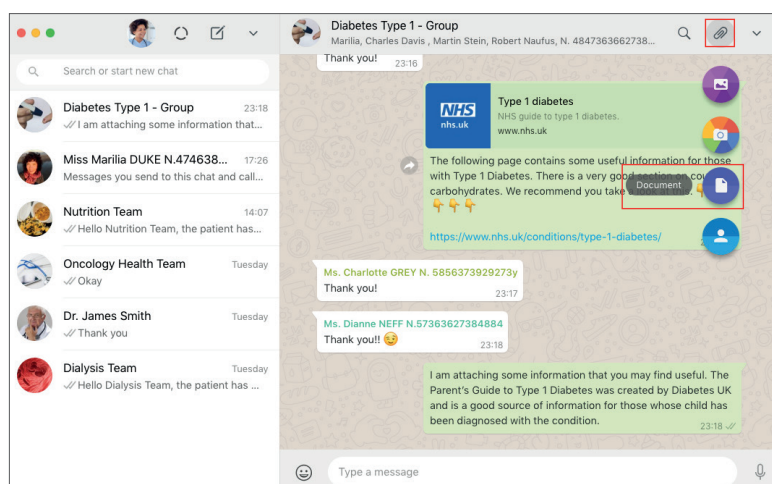 Diabetes Type 1 - Group
Marilia, Charles Davis , Martin Stein, Robert Naufus, N. 4847363662738...
Search or start new chat
Diabetes Type 1 - Group 23:18
I am attaching some information that...
Miss Marilia DUKE N.474638... 17:26
Messages you send to this chat and call...
Nutrition Team 14:07
Hello Nutrition Team, the patient has...
Oncology Health Team Tuesday
Okay
Dr. James Smith Tuesday
Thank you
Dialysis Team Tuesday
Hello Dialysis Team, the patient has ...
Thank you! 23:16
NHS
nhs.uk
Type 1 diabetes
NHS guide to type 1 diabetes.
www.nhs.uk
The following page contains some useful information for those
with Type 1 Diabetes. There is a very good section on
carbohydrates. We recommend you take
Document
👇
👇 👇 👇
https://www.nhs.uk/conditions/type-1-diabetes/
Ms. Charlotte GREY N. 5856373929273y
Thank you!
23:17
Ms. Dianne NEFF N.57363627384884
Thank you!! 😉
23:18
I am attaching some information that you may find useful. The
Parent's Guide to Type 1 Diabetes was created by Diabetes UK
and is a good source of information for those whose child has
been diagnosed with the condition.
23:18
Type a message